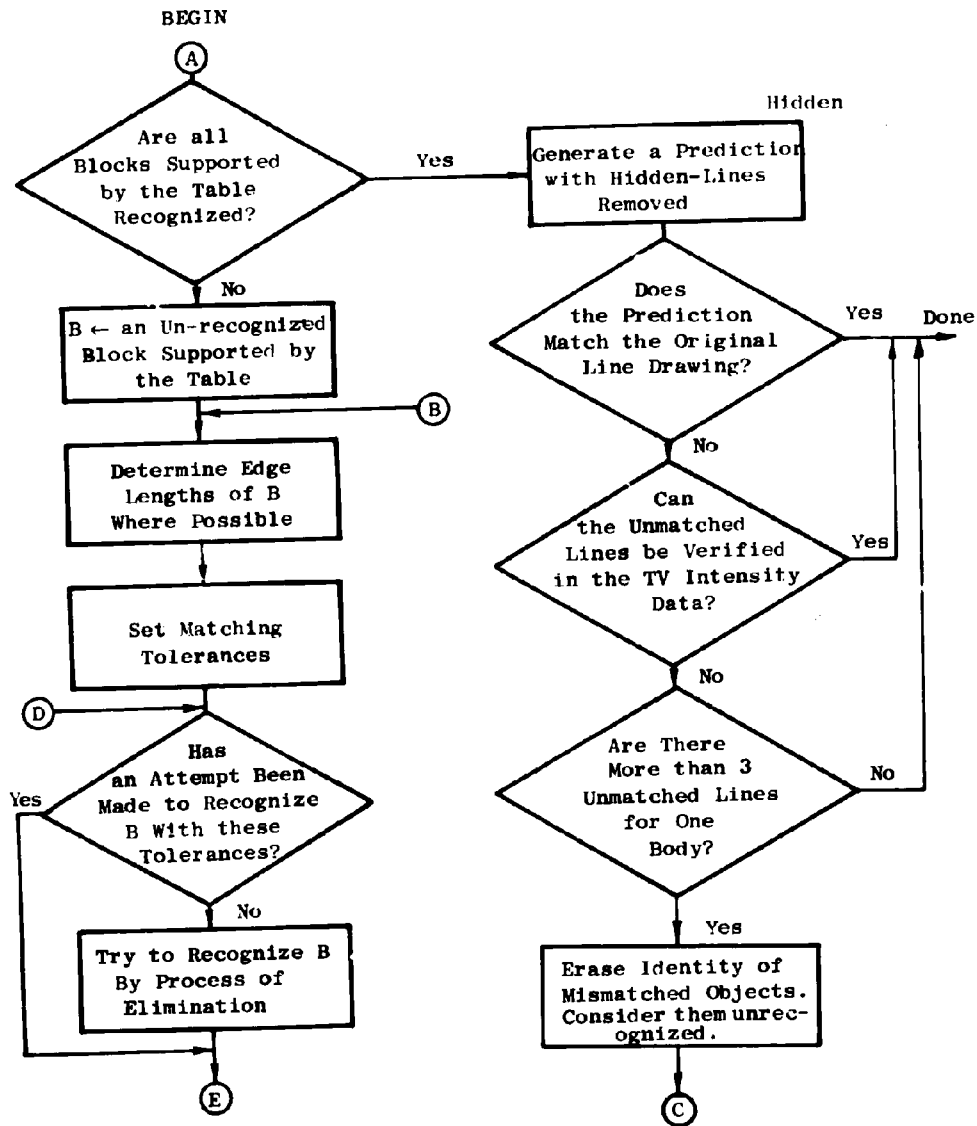 BEGIN
A
Are all
Blocks Supported
by the Table
Recognized?
Yes
No
B ← an Un-recognized
Block Supported by
the Table
B
Determine Edge
Lengths of B
Where Possible
Set Matching
Tolerances
D
Has
an Attempt Been
Made to Recognize
B With these
Tolerances?
Yes
No
Try to Recognize B
By Process of
Elimination
E
Hidden
Generate a Prediction
with Hidden-Lines
Removed
Does
the Prediction
Match the Original
Line Drawing?
Yes
Done
No
Can
the Unmatched
Lines be Verified
in the TV Intensity
Data?
Yes
No
Are There
More than 3
Unmatched Lines
for One
Body?
No
Yes
Erase Identity of
Mismatched Objects.
Consider them unrec-
ognized.
C